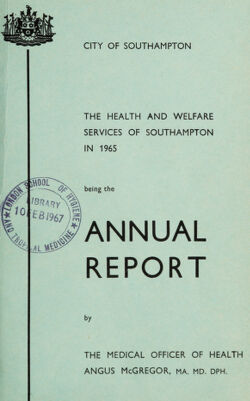 CITY OF SOUTHAMPTON
THE HEALTH AND WELFARE
SERVICES OF SOUTHAMPTON
IN 1965
being the
LONDON SCHOOL OF HYGIENE
AND TROPICAL MEDICINE
LIBRARY
10 FEB 1967
ANNUAL
REPORT
by
THE MEDICAL OFFICER OF HEALTH
ANGUS McGREGOR, MA. MD. DPH.